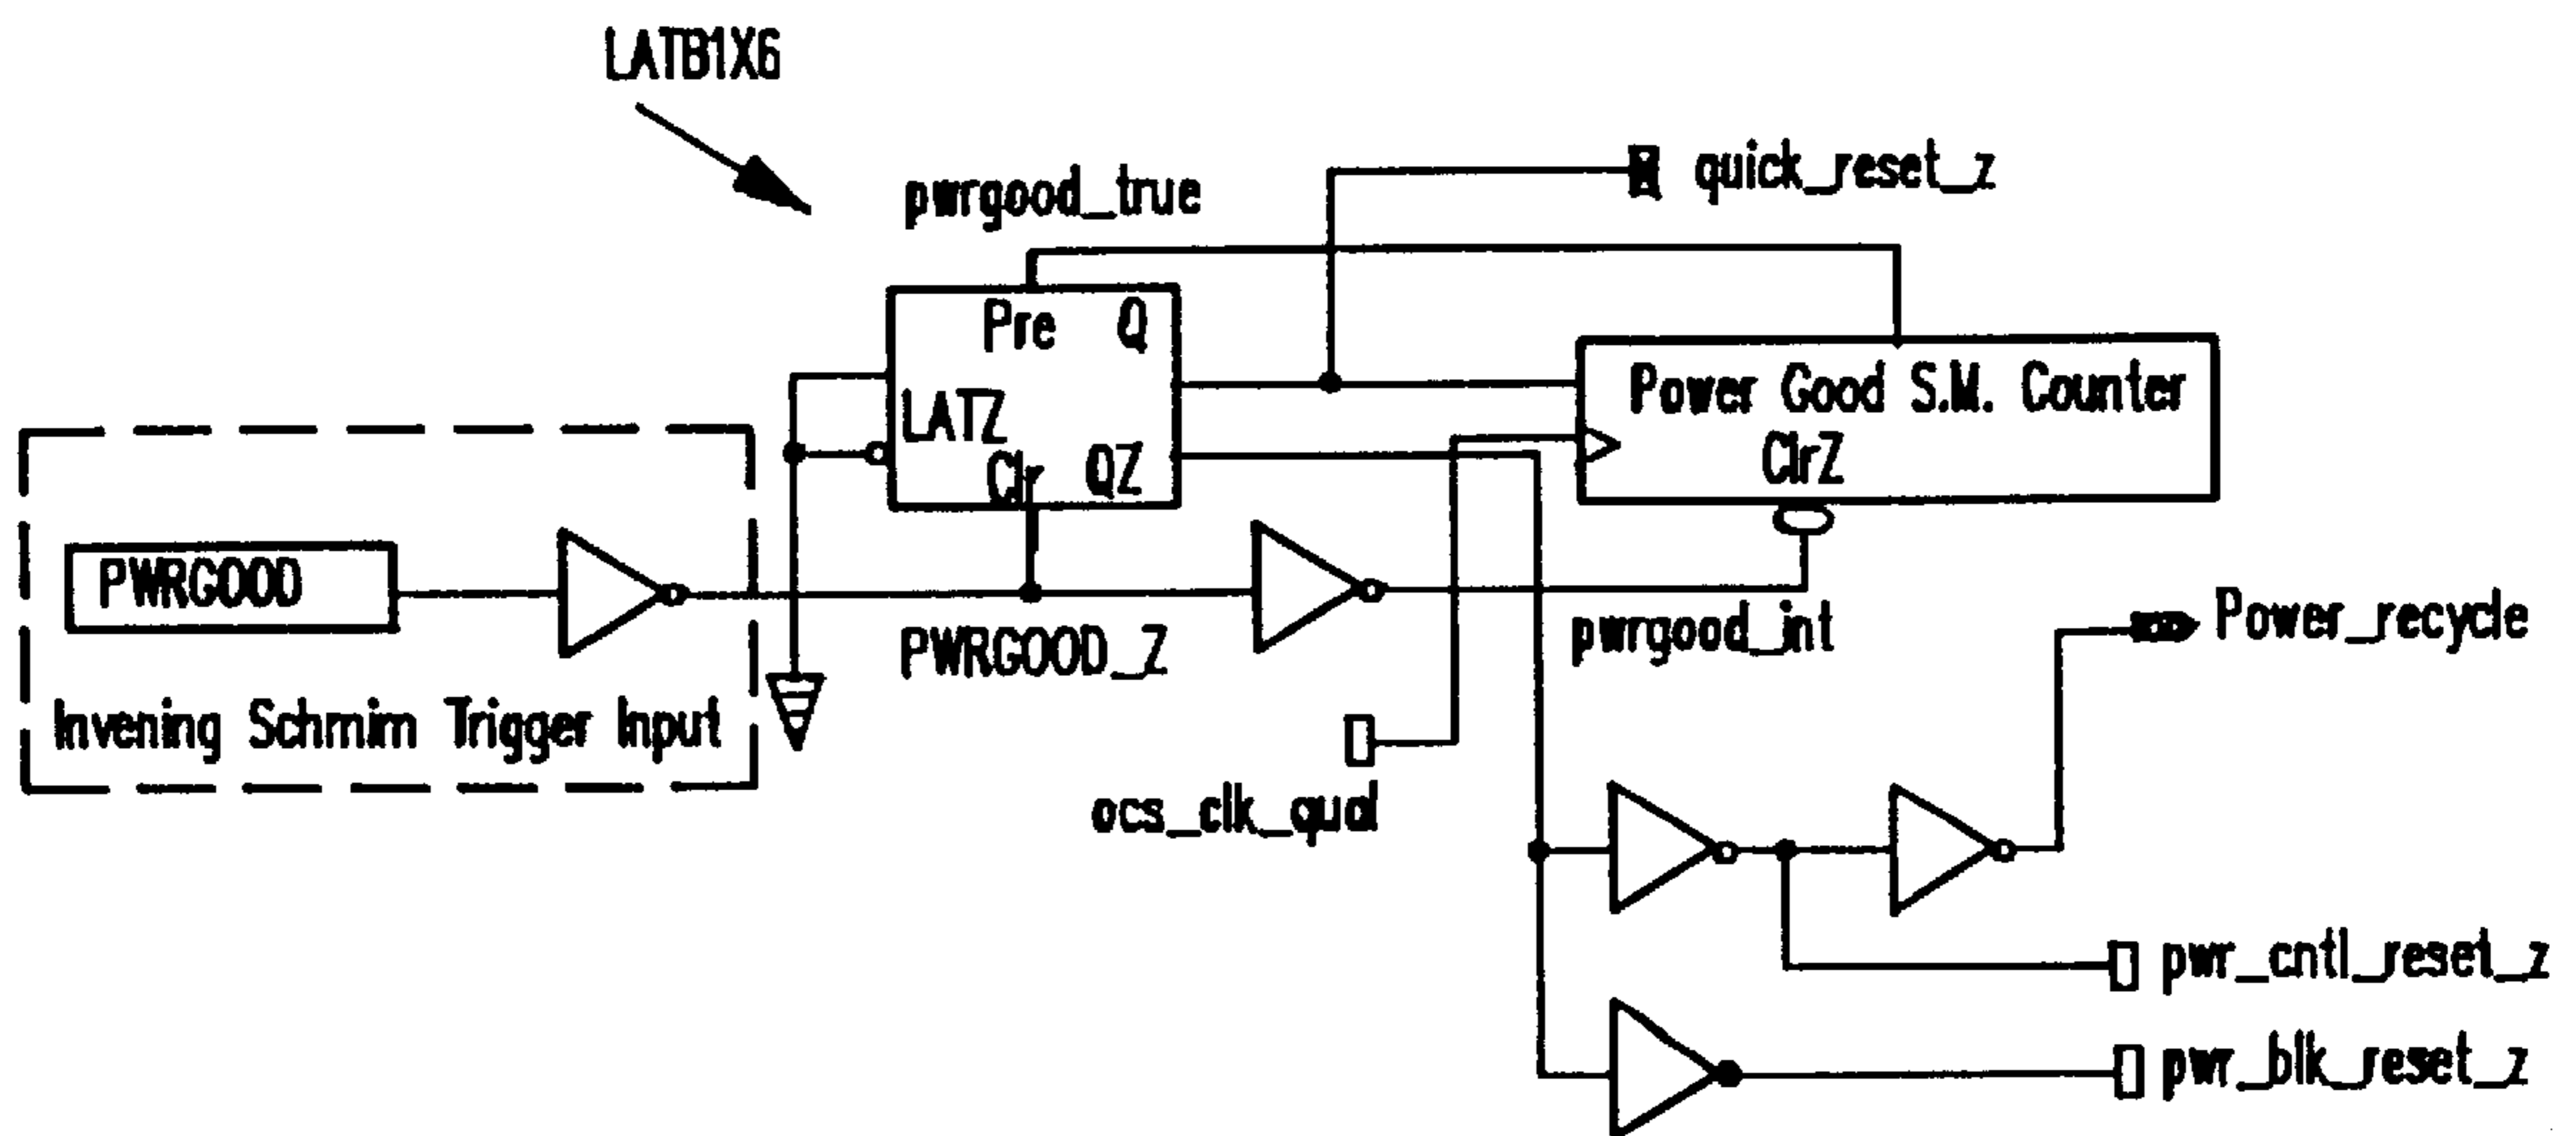 LATB1X6
quick_reset_z
pwrgood_true
Pre Q
LATZ
Clr QZ
Power Good S.M. Counter
ClrZ
PWRGOOD
PWRGOOD_Z
pwrgood_int
Power_recycle
Invening Schmim Trigger Input
ocs_clk_qual
pwr_cntl_reset_z
pwr_blk_reset_z